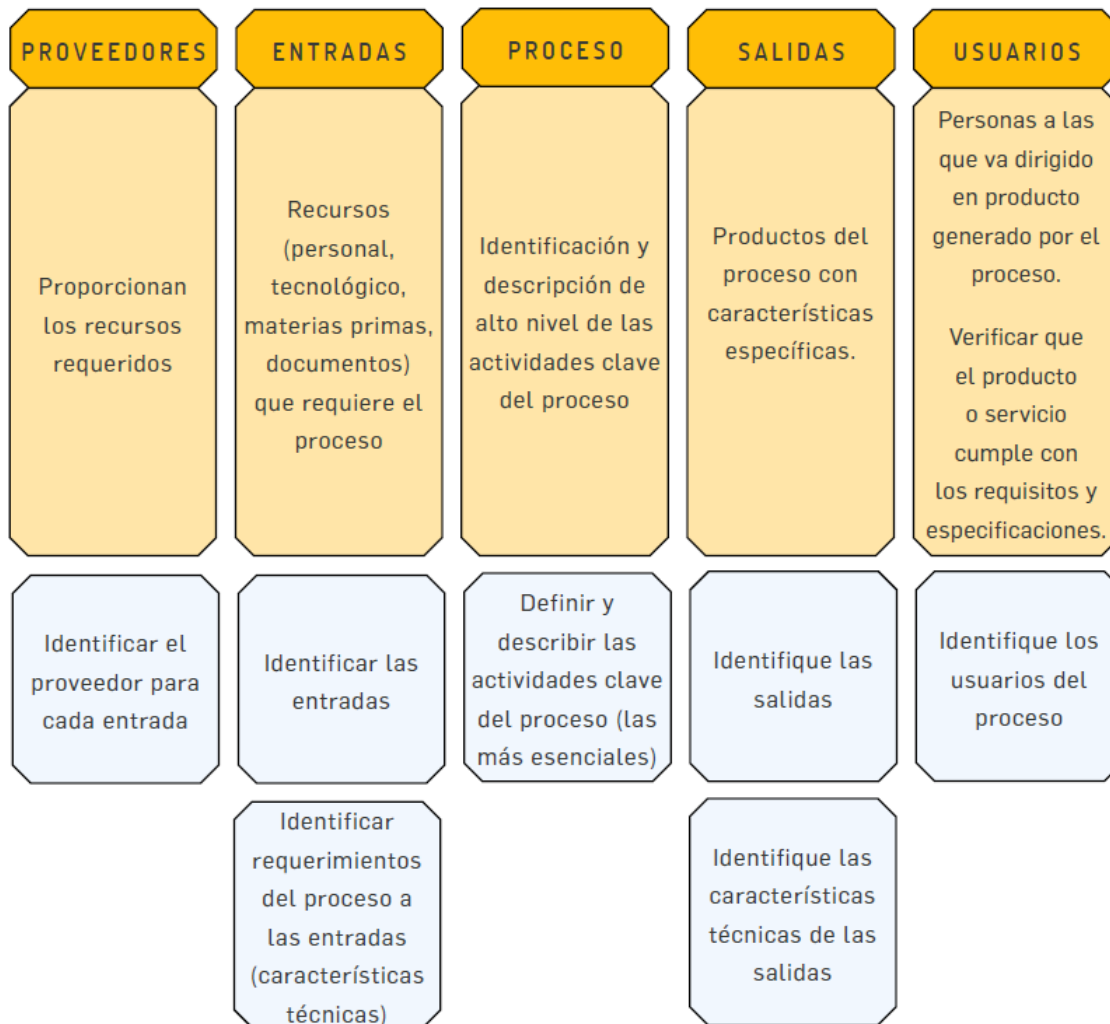 PROVEEDORES
Proporcionan
los recursos
requeridos
Identificar el
proveedor para
cada entrada
ENTRADAS
Recursos
(personal,
tecnológico,
materias primas,
documentos)
que requiere el
proceso
Identificar las
entradas
Identificar
requerimientos
del proceso a
las entradas
(características
técnicas)
PROCESO
Identificación y
descripción de
alto nivel de las
actividades clave
del proceso
Definir y
describir las
actividades clave
del proceso (las
más esenciales)
SALIDAS
Productos del
proceso con
características
específicas.
Identifique las
salidas
Identifique las
características
técnicas de las
salidas
USUARIOS
Personas a las
que va dirigido
en producto
generado por el
proceso.
Verificar que
el producto
o servicio
cumple con
los requisitos y
especificaciones.
Identifique los
usuarios del
proceso